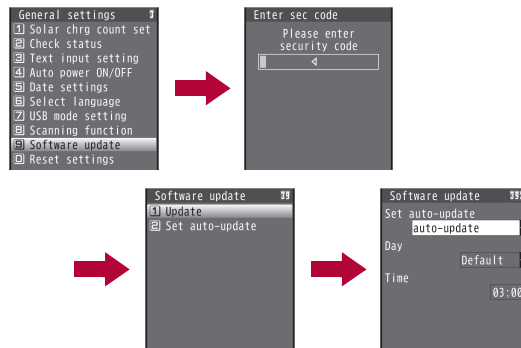 General settings 3
1 Solar chrg count set
2 Check status
3 Text input setting
4 Auto power ON/OFF
5 Date settings
6 Select language
7 USB mode setting
8 Scanning function
9 Software update
0 Reset settings
Enter sec code
Please enter
security code
Software update 39
1 Update
2 Set auto-update
Software update 392
Set auto-update
auto-update
Day
Default
Time
03:00